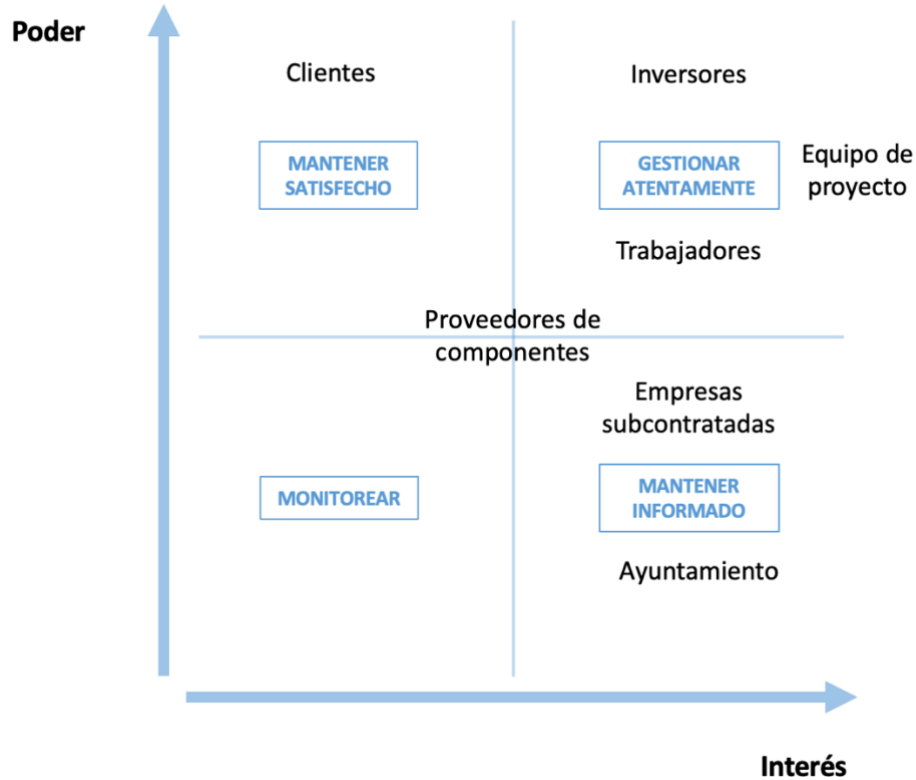 Poder
Clientes
Inversores
MANTENER
SATISFECHO
GESTIONAR
ATENTAMENTE
Equipo de
proyecto
Trabajadores
Proveedores de
componentes
Empresas
subcontratadas
MONITOREAR
MANTENER
INFORMADO
Ayuntamiento
Interés